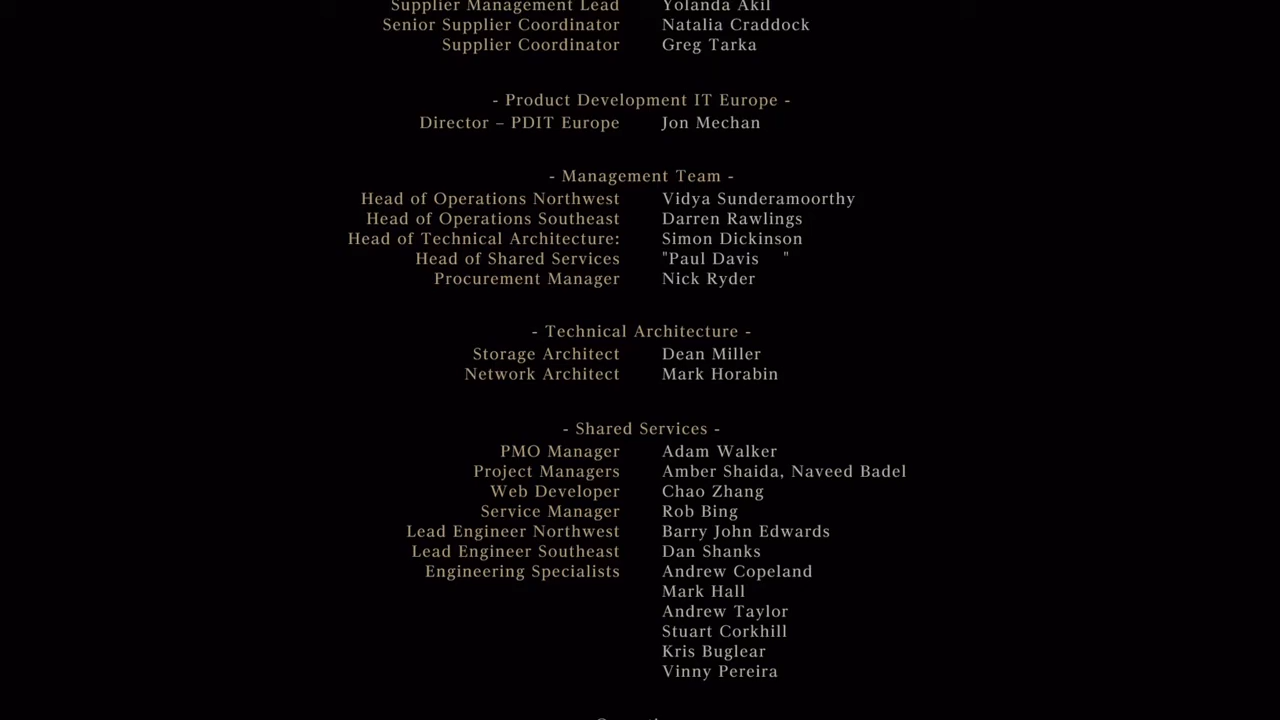 Supplier Management Lead Yolanda Akil
Senior Supplier Coordinator Natalia Craddock
Supplier Coordinator Greg Tarka
- Product Development IT Europe -
Director – PDIT Europe Jon Mechan
- Management Team -
Head of Operations Northwest Vidya Sunderamoorthy
Head of Operations Southeast Darren Rawlings
Head of Technical Architecture: Simon Dickinson
Head of Shared Services "Paul Davis "
Procurement Manager Nick Ryder
- Technical Architecture -
Storage Architect Dean Miller
Network Architect Mark Horabin
- Shared Services -
PMO Manager Adam Walker
Project Managers Amber Shaida, Naveed Badel
Web Developer Chao Zhang
Service Manager Rob Bing
Lead Engineer Northwest Barry John Edwards
Lead Engineer Southeast Dan Shanks
Engineering Specialists Andrew Copeland
Mark Hall
Andrew Taylor
Stuart Corkhill
Kris Buglear
Vinny Pereira